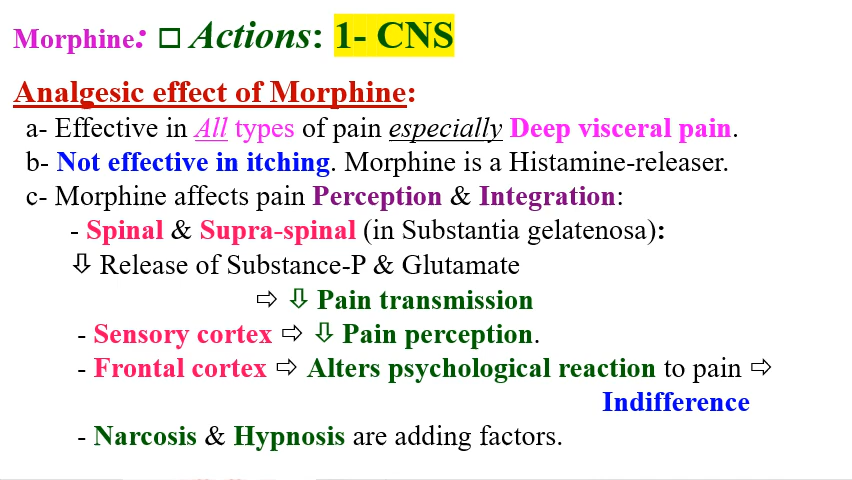 Morphine: □ Actions: 1- CNS
Analgesic effect of Morphine:
a- Effective in All types of pain especially Deep visceral pain.
b- Not effective in itching. Morphine is a Histamine-releaser.
c- Morphine affects pain Perception & Integration:
- Spinal & Supra-spinal (in Substantia gelatenosa):
⇩ Release of Substance-P & Glutamate
⇨ ⇩ Pain transmission
- Sensory cortex ⇨ ⇩ Pain perception.
- Frontal cortex ⇨ Alters psychological reaction to pain ⇨
Indifference
- Narcosis & Hypnosis are adding factors.